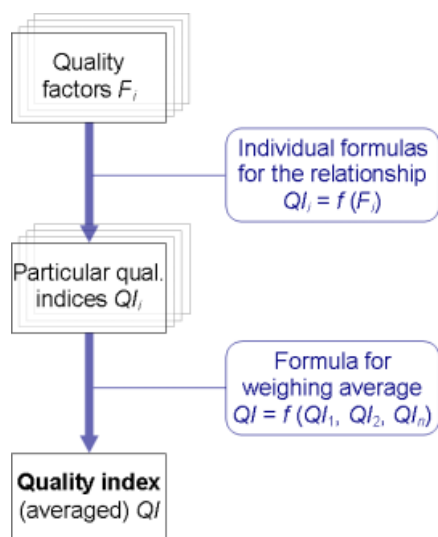 Quality
factors Fi
Individual formulas
for the relationship
QIi = f (Fi)
Particular qual.
indices QIi
Formula for
weighing average
QI = f (QI1, QI2, QIn)
Quality index
(averaged) QI